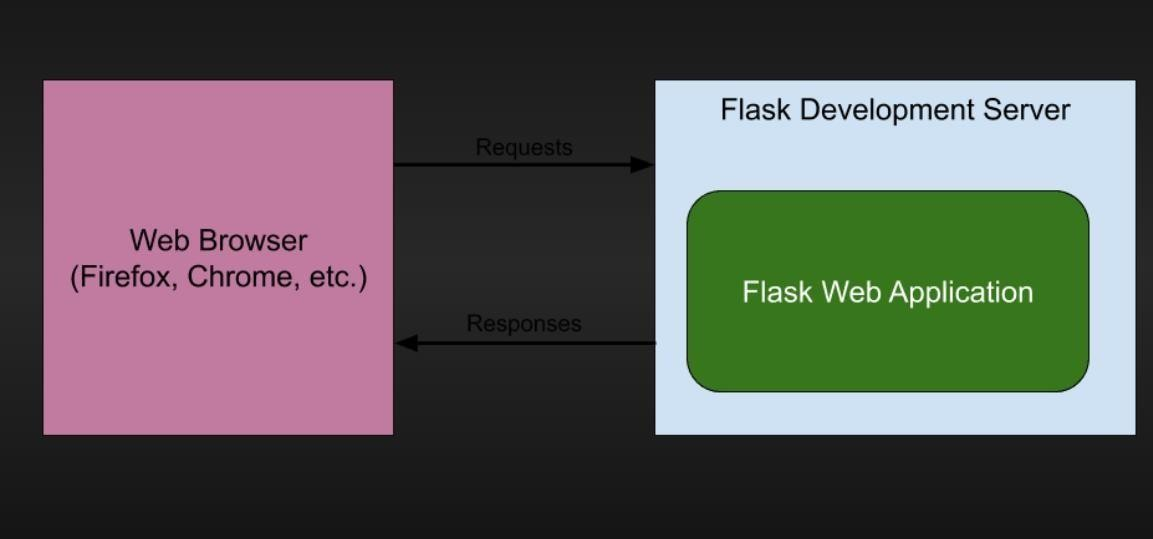 Flask Development Server
Requests
Web Browser
(Firefox, Chrome, etc.)
Flask Web Application
Responses